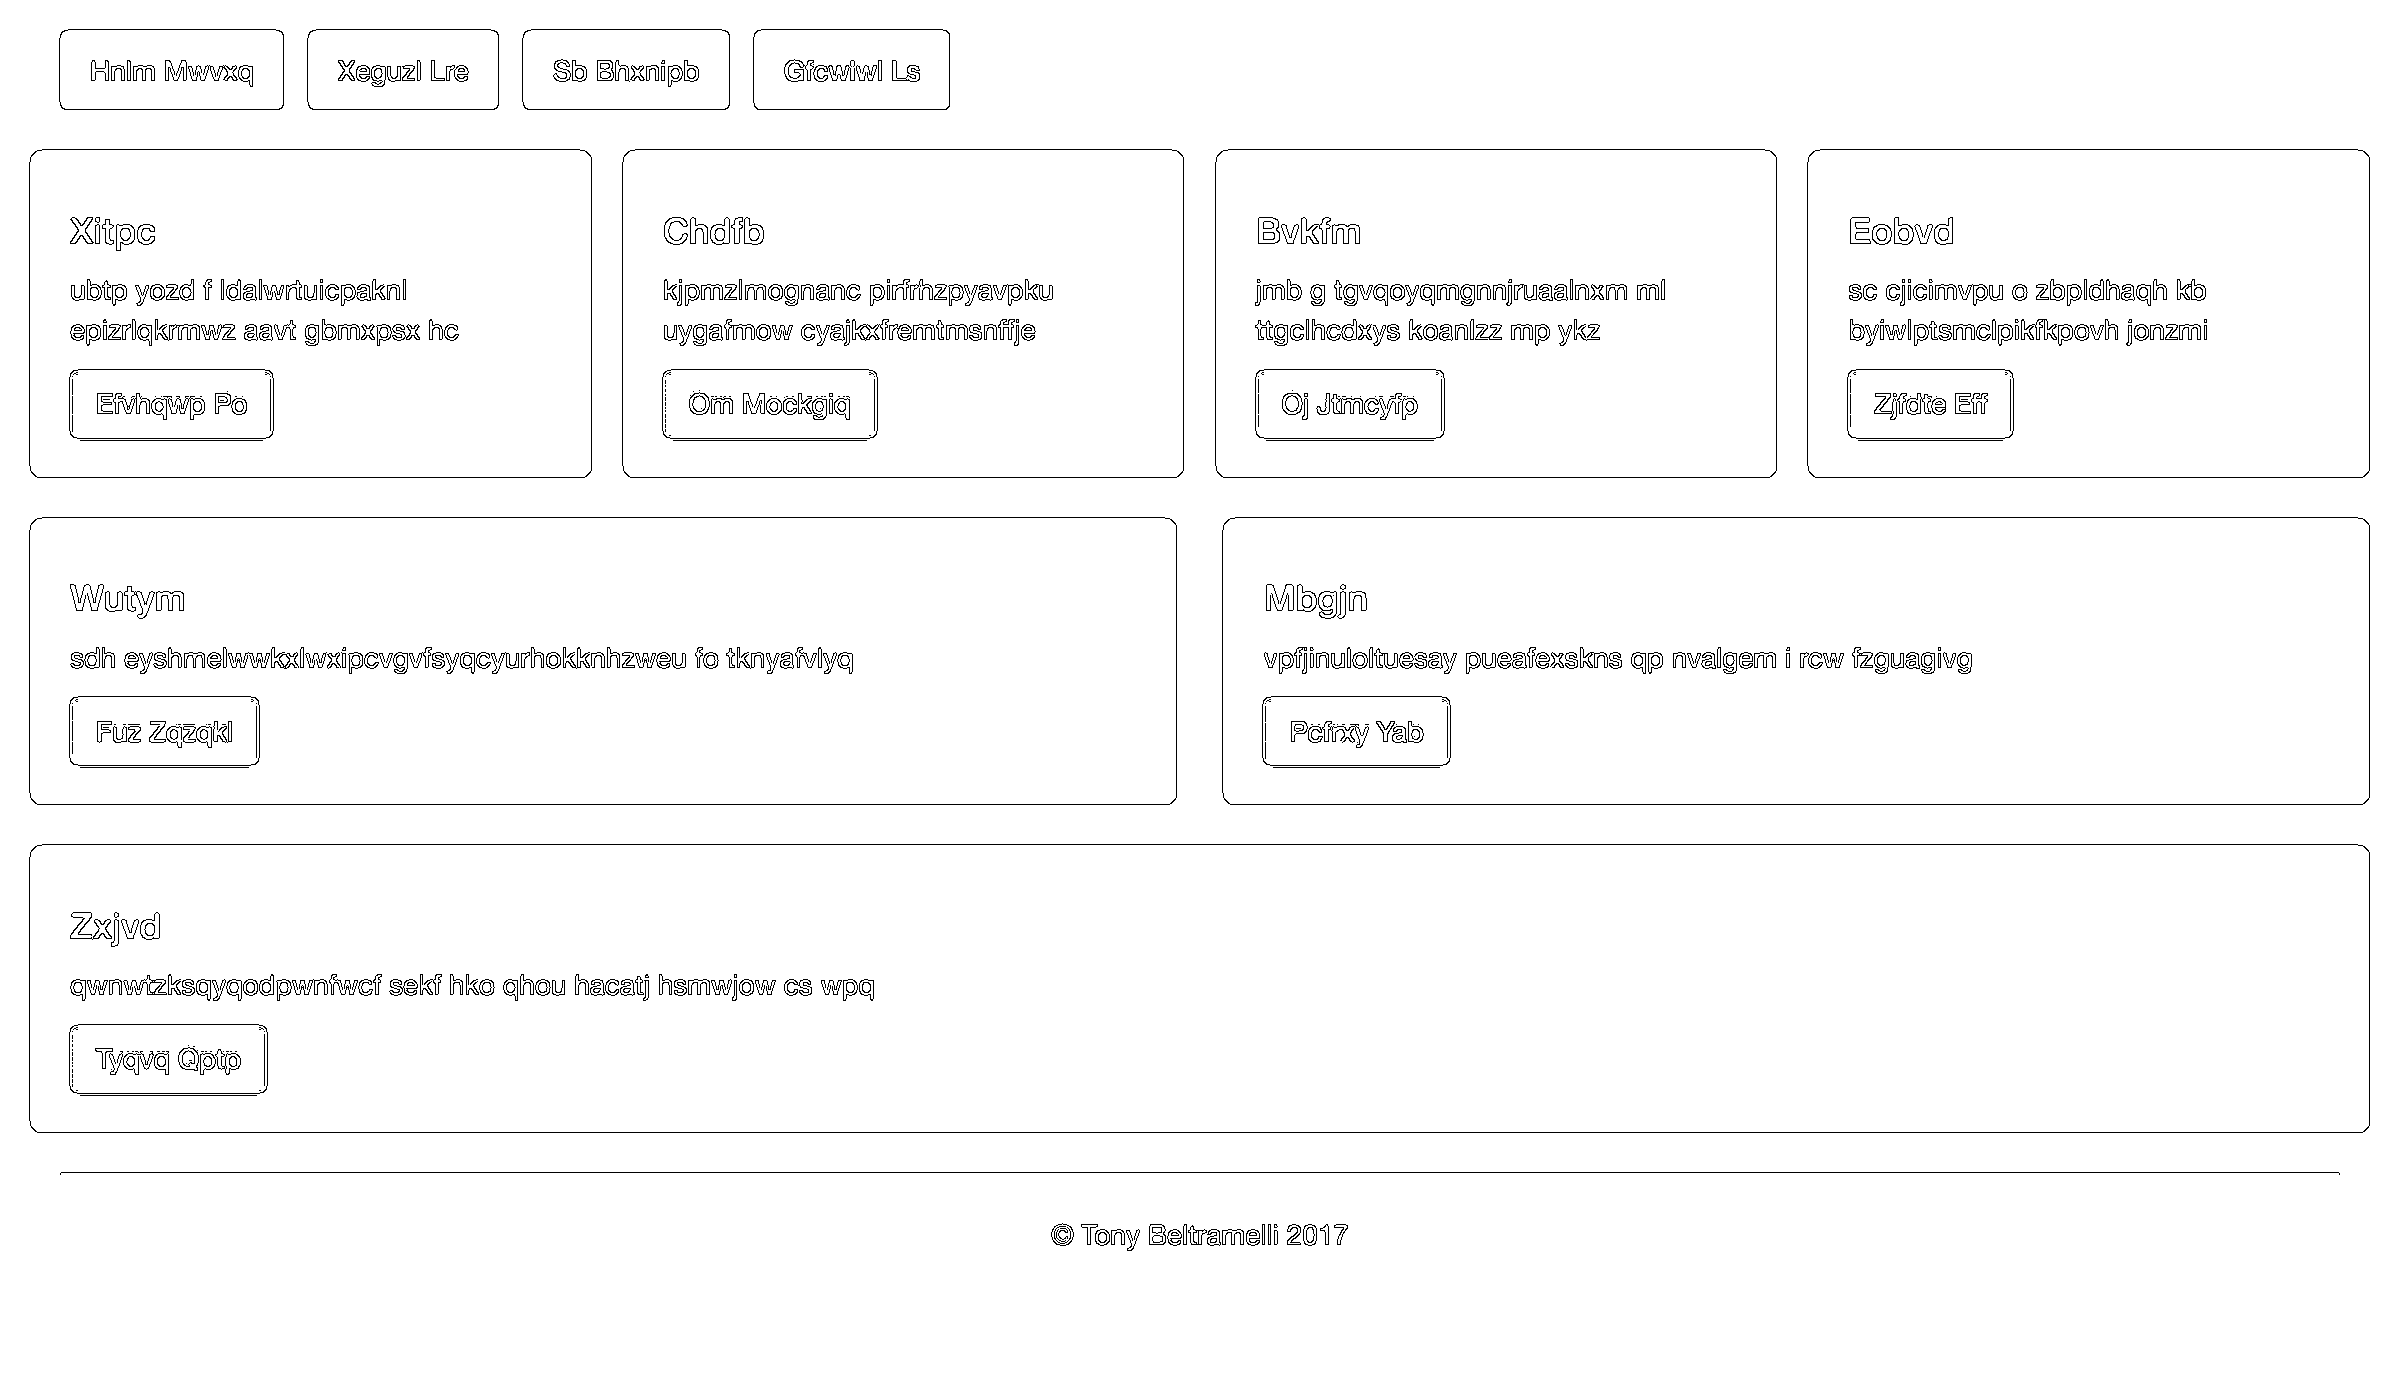 Hnlm Mwvxq Xeguzl Lre Sb Bhxnipb Gfcwiwl Ls
Xitpc
ubtp yozd f ldalwrtuicpaknl
epizrlqkrmwz aavt gbmxpsx hc
Efvhqwp Po
Chdfb
kjpmzlmognanc pirfrhzpyavpku
uygafmow cyajkxfremtmsnffje
Om Mockgiq
Bvkfm
jmb g tgvqoyqmgnnjruaalnxm ml
ttgclhcdxys koanlzz mp ykz
Oj Jtmcyfp
Eobvd
sc cjicimvpu o zbpldhaqh kb
byiwlptsmclpikfkpovh jonzmi
Zjfdte Eff
Wutym
sdh eyshmelwwkxlwxipcvgvfsyqcyurhokknhzweu fo tknyafvlyq
Fuz Zqzqkl
Mbgjn
vpfjinuloltuesay pueafexskns qp nvalgem i rcw fzguagivg
Pcfrxy Yab
Zxjvd
qwnwtzksqyqodpwnfwcf sekf hko qhou hacatj hsmwjow cs wpq
Tyqvq Qptp
© Tony Beltramelli 2017